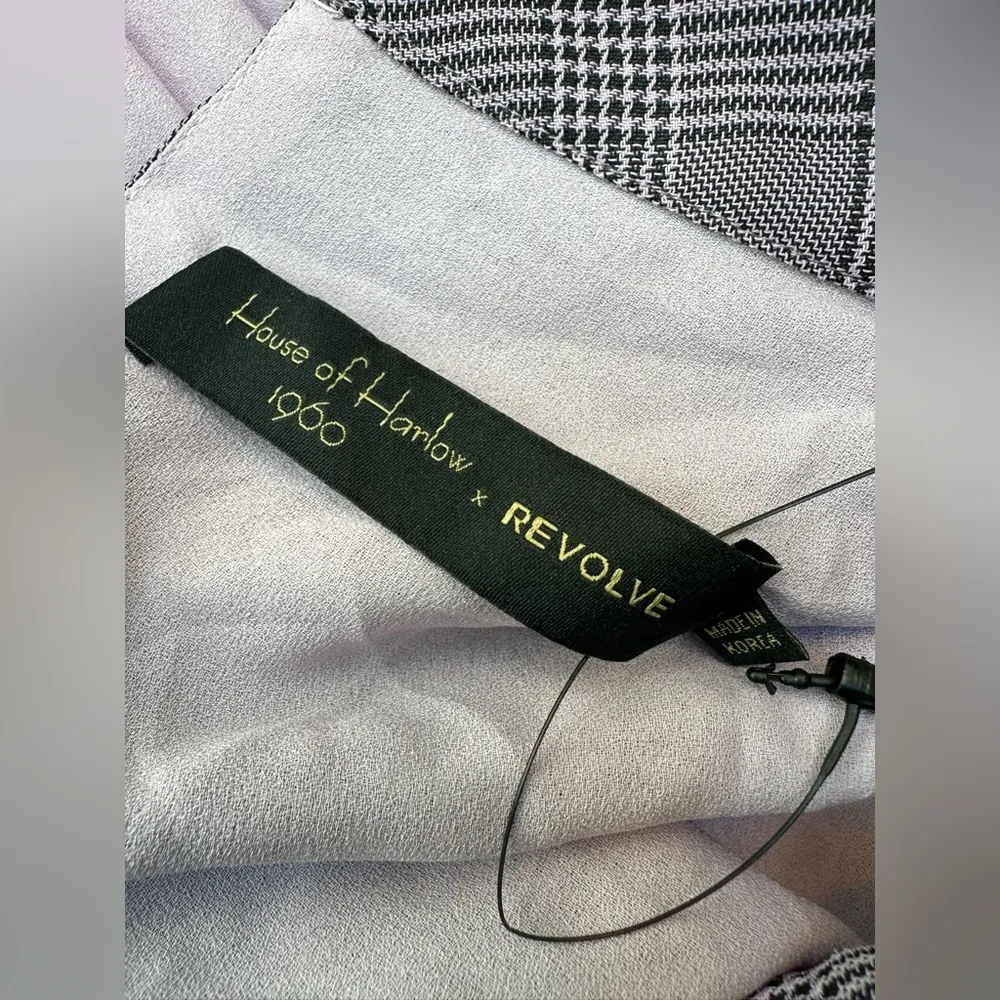 House of Harlow
1960
x REVOLVE
MADE IN
KOREA